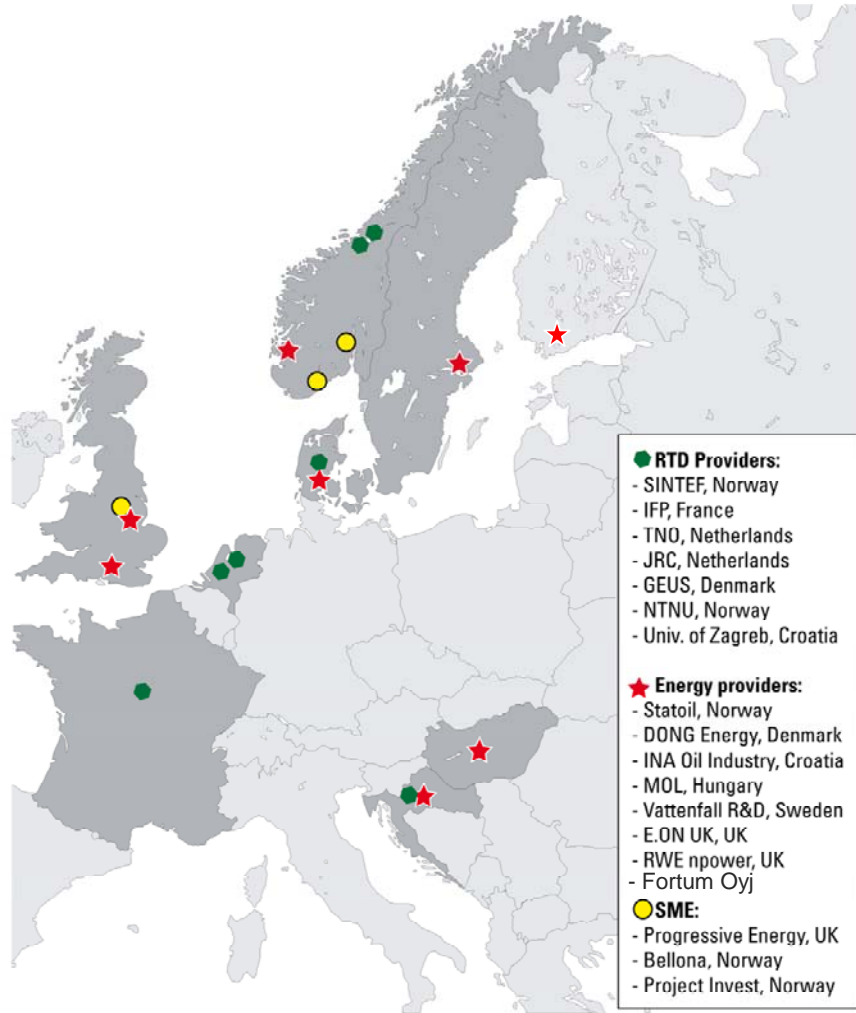 RTD Providers:
- SINTEF, Norway
- IFP, France
- TNO, Netherlands
- JRC, Netherlands
- GEUS, Denmark
- NTNU, Norway
- Univ. of Zagreb, Croatia
Energy providers:
- Statoil, Norway
- DONG Energy, Denmark
- INA Oil Industry, Croatia
- MOL, Hungary
- Vattenfall R&D, Sweden
- E.ON UK, UK
- RWE npower, UK
- Fortum Oyj
SME:
- Progressive Energy, UK
- Bellona, Norway
- Project Invest, Norway